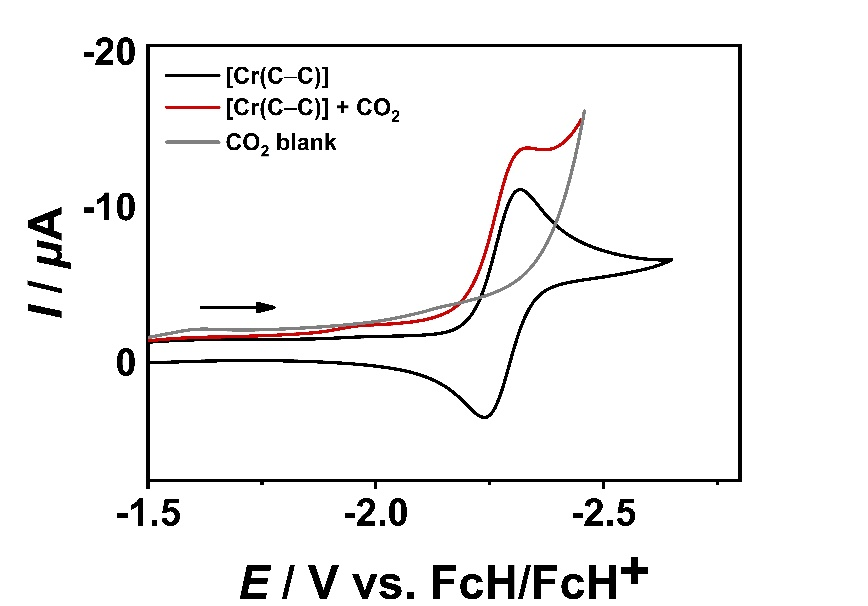 -20
[Cr(C–C)]
[Cr(C–C)] + CO₂
CO₂ blank
-10
0
I / µA
-1.5 -2.0 -2.5
E / V vs. FcH/FcH⁺